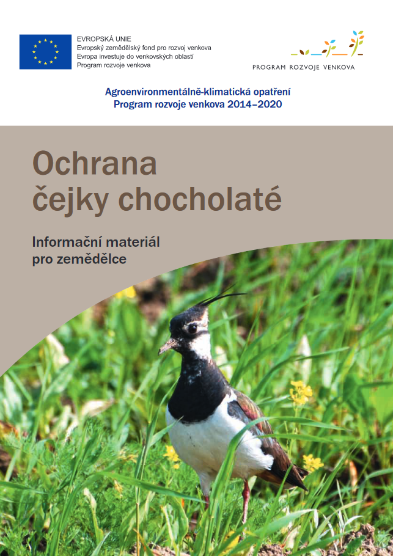 EVROPSKÁ UNIE
Evropský zemědělský fond pro rozvoj venkova
Evropa investuje do venkovských oblastí
Program rozvoje venkova
PROGRAM ROZVOJE VENKOVA
Agroenvironmentálně-klimatická opatření
Program rozvoje venkova 2014–2020
Ochrana
čejky chocholaté
Informační materiál
pro zemědělce